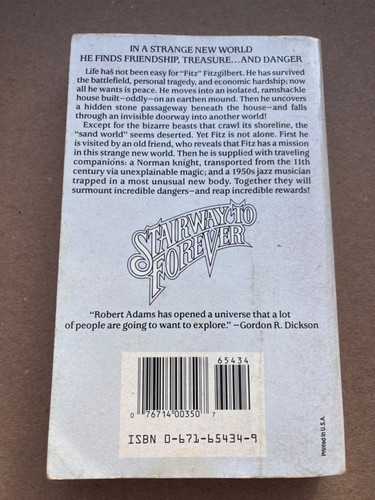 IN A STRANGE NEW WORLD
HE FINDS FRIENDSHIP, TREASURE...AND DANGER
Life has not been easy for "Fitz" Fitzgilbert. He has survived
the battlefield, personal tragedy, and economic hardship; now
all he wants is peace. He moves into an isolated, ramshackle
house built—oddly—on an earthen mound. Then he uncovers
a hidden stone passageway beneath the house—and falls
through an invisible doorway into another world!
Except for the bizarre beasts that crawl its shoreline, the
"sand world" seems deserted. Yet Fitz is not alone. First he
is visited by an old friend, who reveals that Fitz has a mission
in this strange new world. Then he is supplied with traveling
companions: a Norman knight, transported from the 11th
century via unexplainable magic; and a 1950s jazz musician
trapped in a most unusual new body. Together they will
surmount incredible dangers—and reap incredible rewards!
STAIRWAY TO
FOREVER
"Robert Adams has opened a universe that a lot
of people are going to want to explore." —Gordon R. Dickson
65434
0 76714 00350 7
ISBN 0-671-65434-9
Printed in U.S.A.